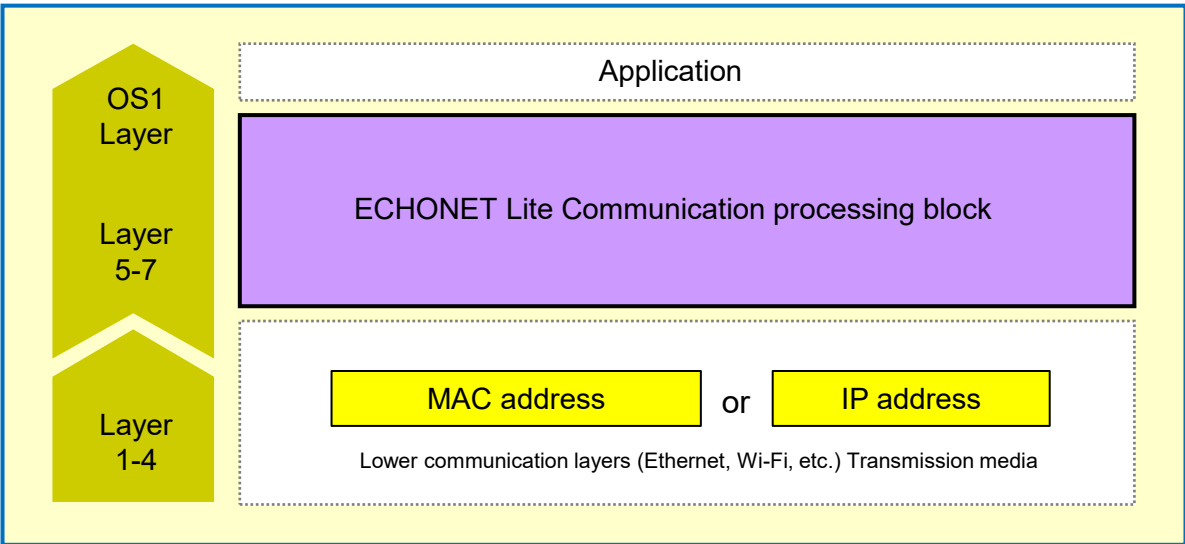 OS1
Layer
Layer
5-7
Layer
1-4
Application
ECHONET Lite Communication processing block
MAC address or IP address
Lower communication layers (Ethernet, Wi-Fi, etc.) Transmission media